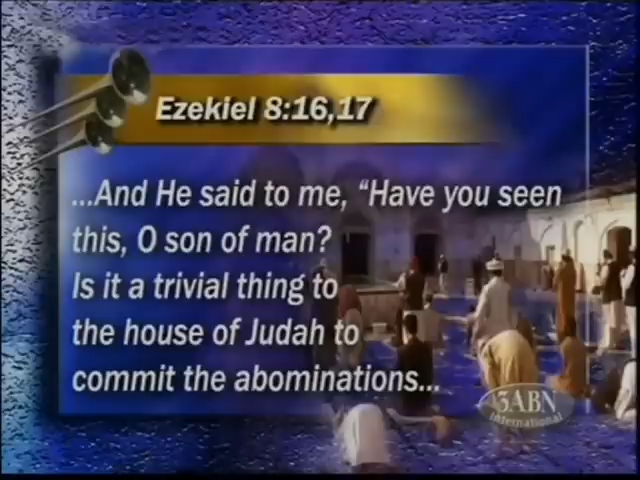 Ezekiel 8:16,17
...And He said to me, “Have you seen
this, O son of man?
Is it a trivial thing to
the house of Judah to
commit the abominations...
3ABN
international